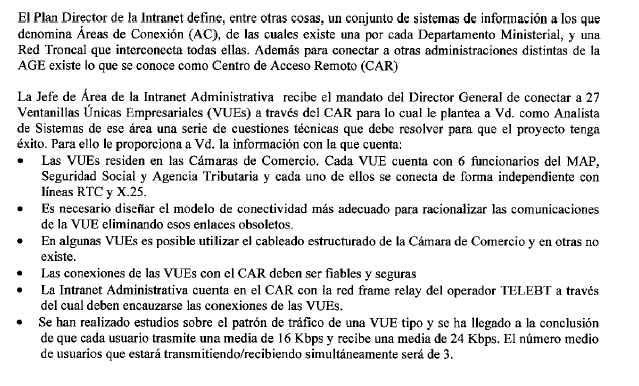 El Plan Director de la Intranet define, entre otras cosas, un conjunto de sistemas de información a los que
denomina Áreas de Conexión (AC), de las cuales existe una por cada Departamento Ministerial, y una
Red Troncal que interconecta todas ellas. Además para conectar a otras administraciones distintas de la
AGE existe lo que se conoce como Centro de Acceso Remoto (CAR)
La Jefe de Área de la Intranet Administrativa recibe el mandato del Director General de conectar a 27
Ventanillas Únicas Empresariales (VUEs) a través del CAR para lo cual le plantea a Vd. como Analista
de Sistemas de ese área una serie de cuestiones técnicas que debe resolver para que el proyecto tenga
éxito. Para ello le proporciona a Vd. la información con la que cuenta:
• Las VUEs residen en las Cámaras de Comercio. Cada VUE cuenta con 6 funcionarios del MAP,
Seguridad Social y Agencia Tributaria y cada uno de ellos se conecta de forma independiente con
líneas RTC y X.25.
• Es necesario diseñar el modelo de conectividad más adecuado para racionalizar las comunicaciones
de la VUE eliminando esos enlaces obsoletos.
• En algunas VUEs es posible utilizar el cableado estructurado de la Cámara de Comercio y en otras no
existe.
• Las conexiones de las VUEs con el CAR deben ser fiables y seguras
• La Intranet Administrativa cuenta en el CAR con la red frame relay del operador TELEBT a través
del cual deben encauzarse las conexiones de las VUEs.
• Se han realizado estudios sobre el patrón de tráfico de una VUE tipo y se ha llegado a la conclusión
de que cada usuario trasmite una media de 16 Kbps y recibe una media de 24 Kbps. El número medio
de usuarios que estará transmitiendo/recibiendo simultáneamente será de 3.